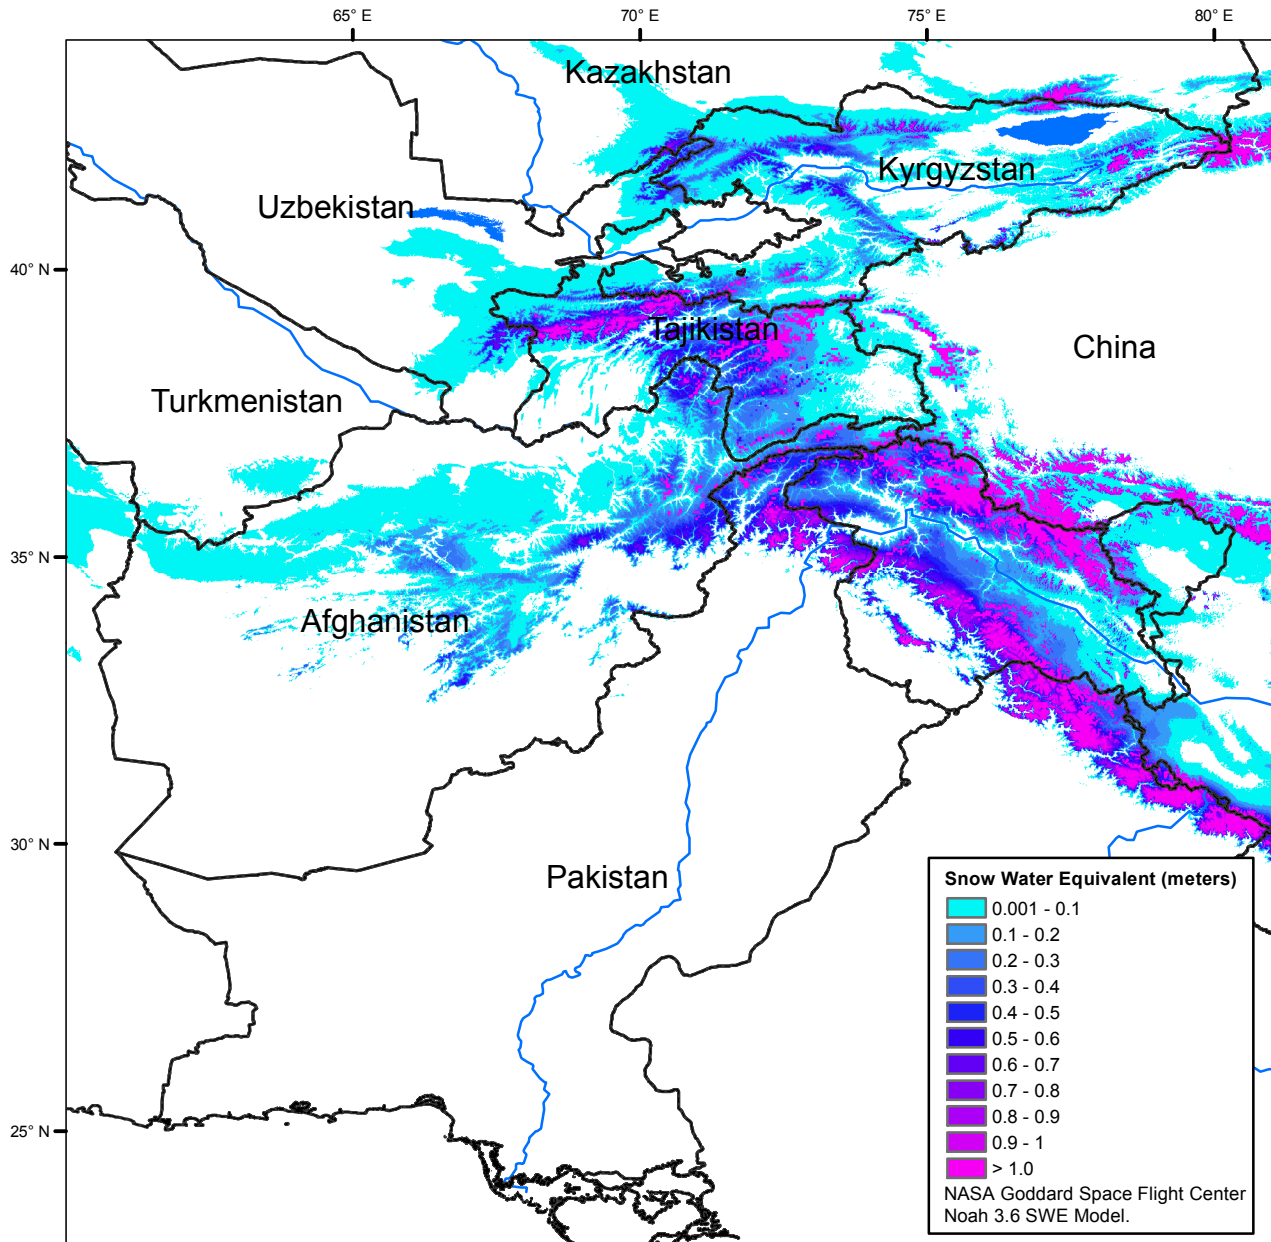 65° E
70° E
75° E
80° E
Kazakhstan
Kyrgyzstan
Uzbekistan
40° N
Tajikistan
China
Turkmenistan
35° N
Afghanistan
30° N
Pakistan
25° N
Snow Water Equivalent (meters)
0.001 - 0.1
0.1 - 0.2
0.2 - 0.3
0.3 - 0.4
0.4 - 0.5
0.5 - 0.6
0.6 - 0.7
0.7 - 0.8
0.8 - 0.9
0.9 - 1
> 1.0
NASA Goddard Space Flight Center
Noah 3.6 SWE Model.